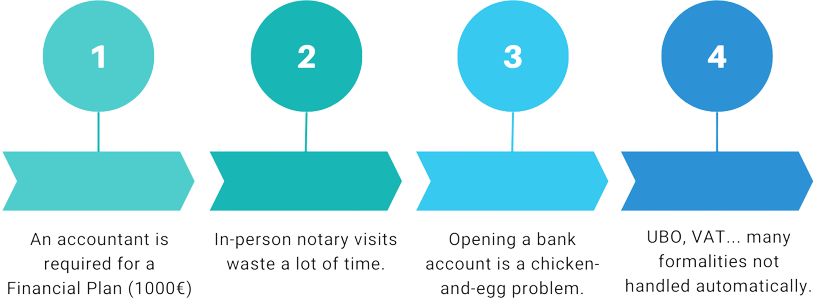 1
2
3
4
An accountant is
required for a
Financial Plan (1000€)
In-person notary visits
waste a lot of time.
Opening a bank
account is a chicken-
and-egg problem.
UBO, VAT... many
formalities not
handled automatically.